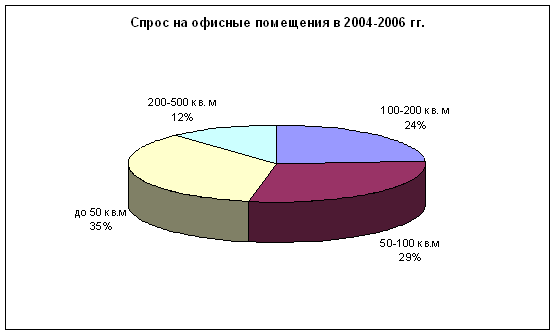 Спрос на офисные помещения в 2004-2006 гг.
200-500 кв. м
12%
100-200 кв. м
24%
до 50 кв.м
35%
50-100 кв.м
29%